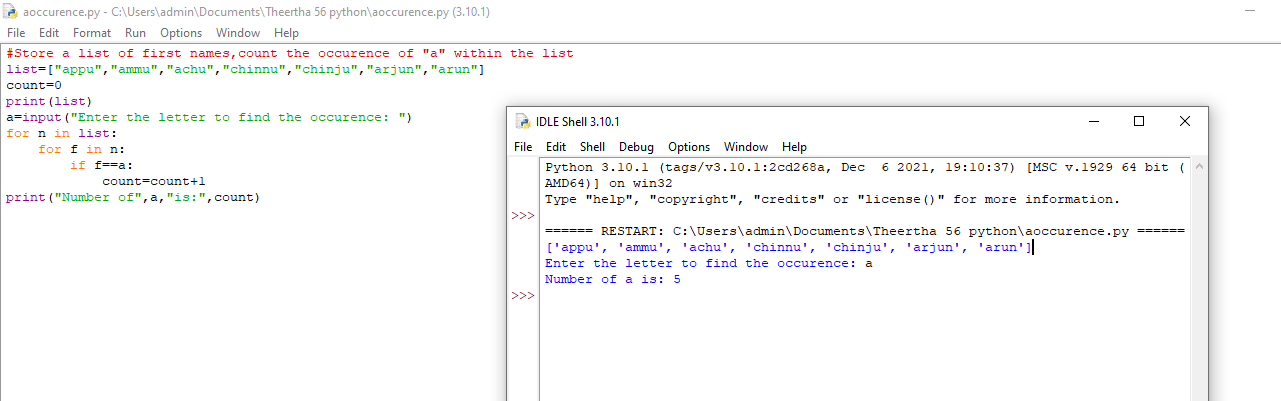 aoccurence.py - C:\Users\admin\Documents\Theertha 56 python\aoccurence.py (3.10.1)
File Edit Format Run Options Window Help
#Store a list of first names,count the occurence of "a" within the list
list=["appu","ammu","achu","chinnu","chinju","arjun","arun"]
count=0
print(list)
a=input("Enter the letter to find the occurence: ")
for n in list:
    for f in n:
        if f==a:
            count=count+1
print("Number of",a,"is:",count)
IDLE Shell 3.10.1
File Edit Shell Debug Options Window Help
Python 3.10.1 (tags/v3.10.1:2cd268a, Dec  6 2021, 19:10:37) [MSC v.1929 64 bit (
AMD64)] on win32
Type "help", "copyright", "credits" or "license()" for more information.
>>>
====== RESTART: C:\Users\admin\Documents\Theertha 56 python\aoccurence.py ======
['appu', 'ammu', 'achu', 'chinnu', 'chinju', 'arjun', 'arun']
Enter the letter to find the occurence: a
Number of a is: 5
>>>